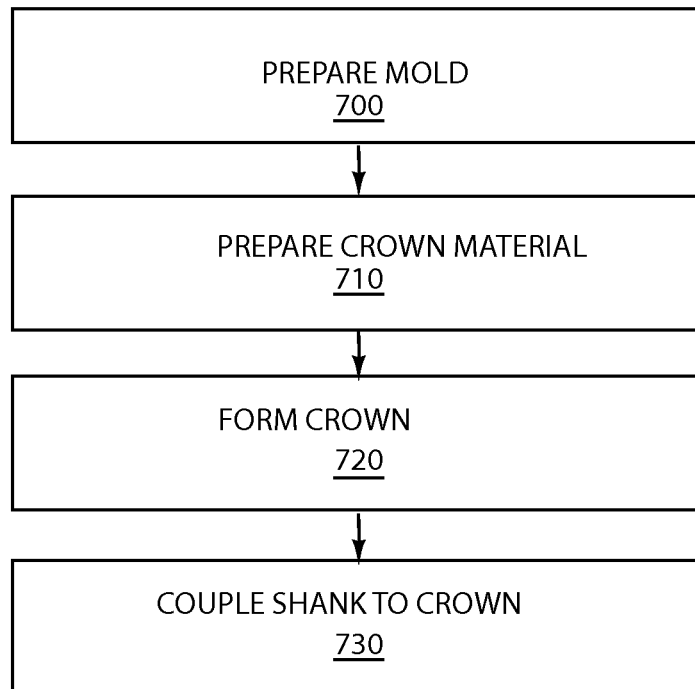 PREPARE MOLD
700
PREPARE CROWN MATERIAL
710
FORM CROWN
720
COUPLE SHANK TO CROWN
730